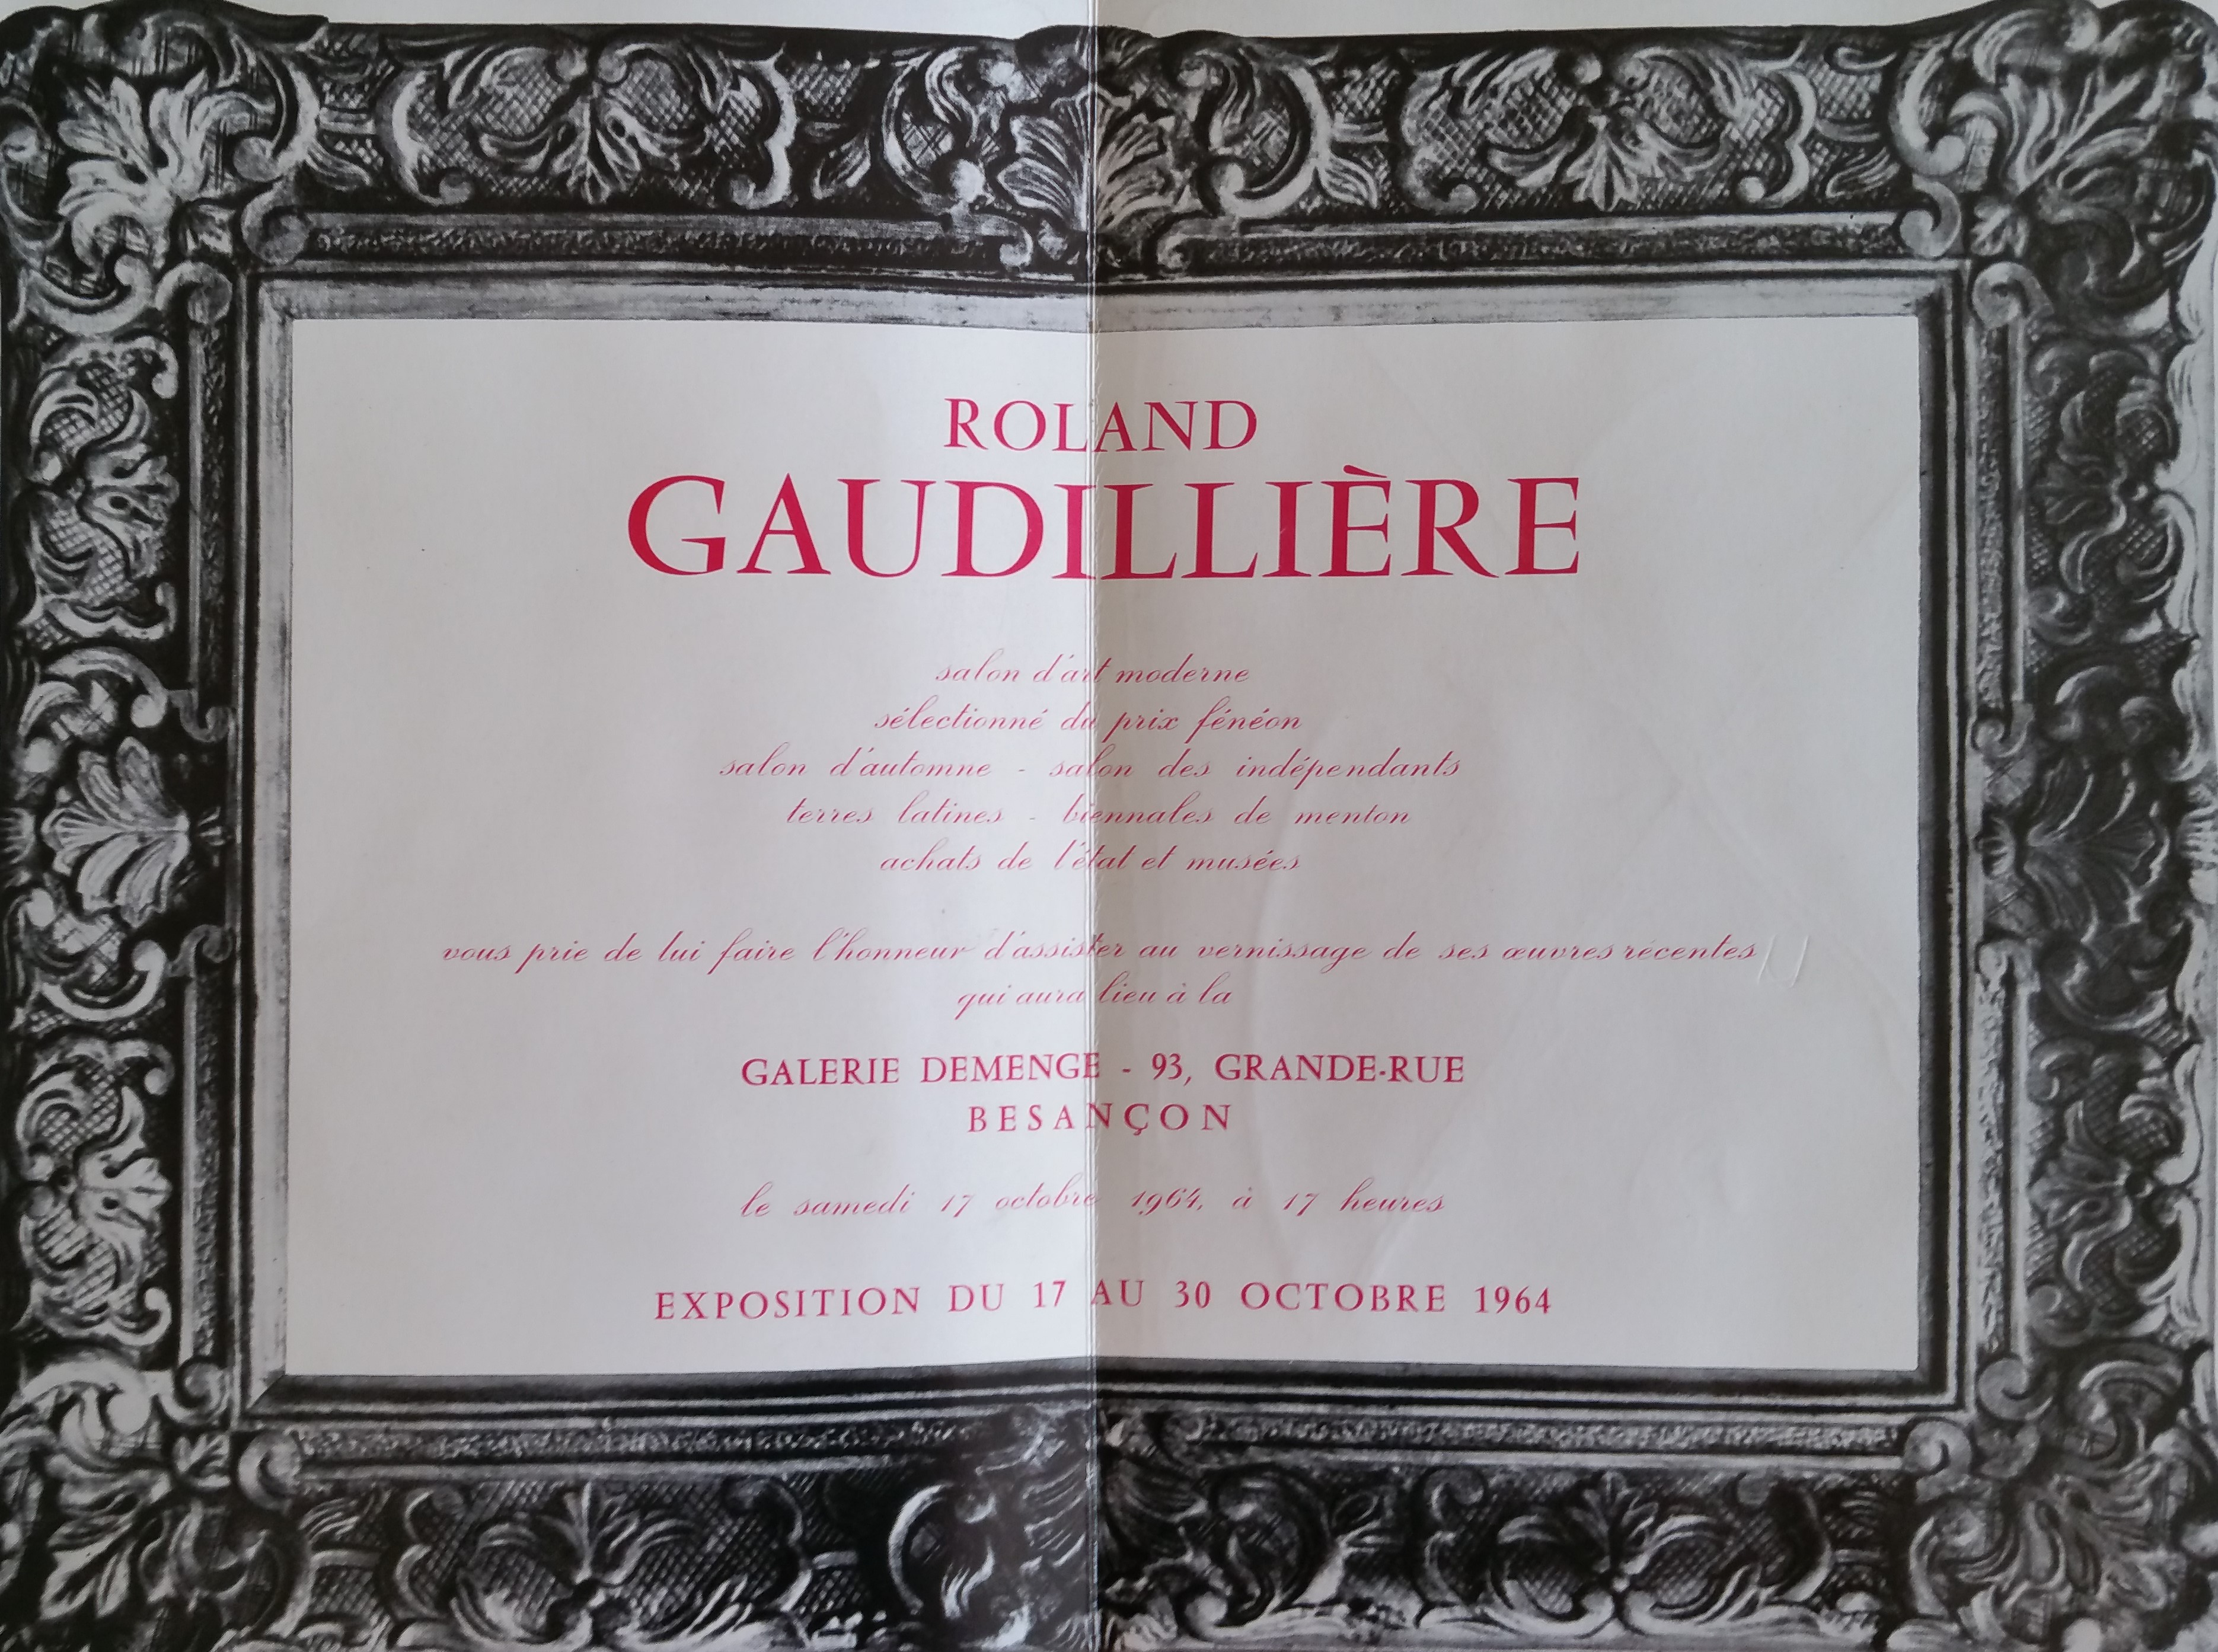 ROLAND
GAUDILLIÈRE
salon d'art moderne
sélectionné du prix fénéon
salon d'automne - salon des indépendants
terres latines - biennales de menton
achats de l'état et musées
vous prie de lui faire l'honneur d'assister au vernissage de ses œuvres récentes
qui aura lieu à la
GALERIE DEMENGE - 93, GRANDE-RUE
BESANÇON
le samedi 17 octobre 1964, à 17 heures
EXPOSITION DU 17 AU 30 OCTOBRE 1964